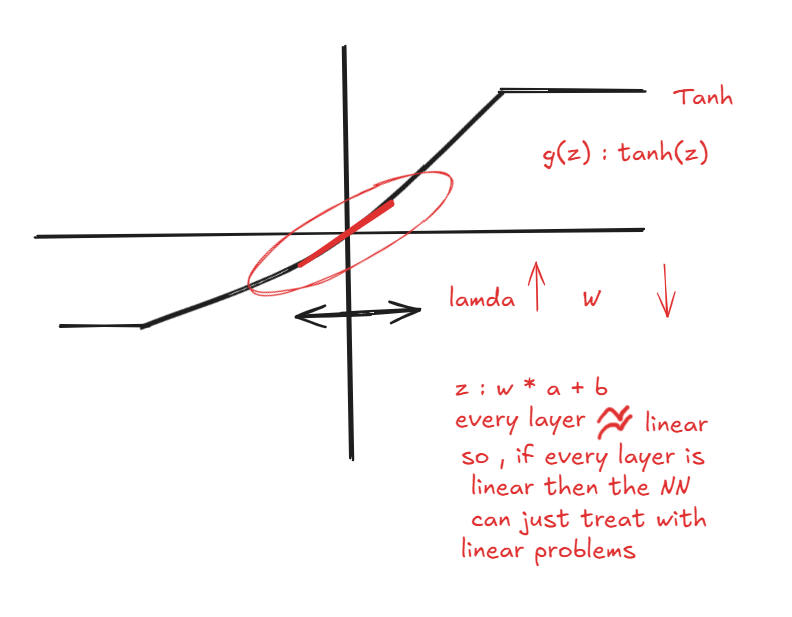 Tanh
g(z) : tanh(z)
lamda ↑ W ↓
z : w * a + b
every layer ≈ linear
so , if every layer is
linear then the NN
can just treat with
linear problems